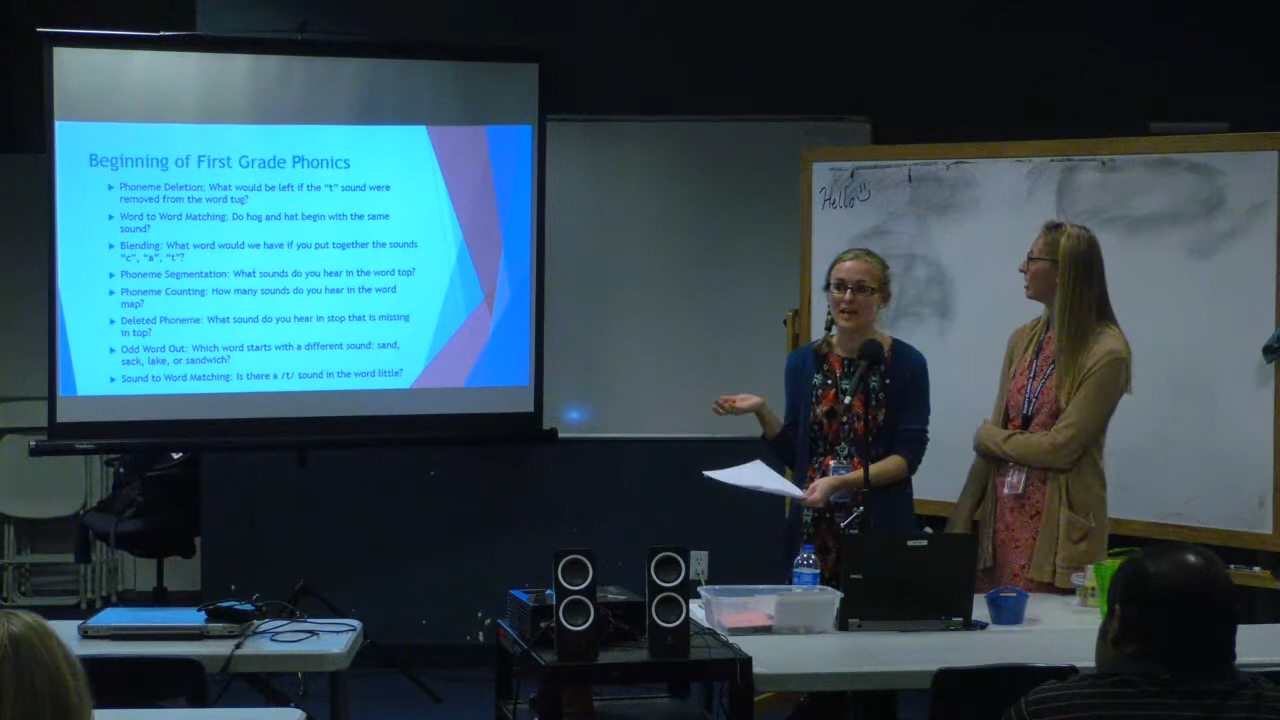 Beginning of First Grade Phonics
Phoneme Deletion: What would be left if the “t” sound were
removed from the word tug?
Word to Word Matching: Do hog and hat begin with the same
sound?
Blending: What word would we have if you put together the sounds
“c”, “a”, “t”?
Phoneme Segmentation: What sounds do you hear in the word top?
Phoneme Counting: How many sounds do you hear in the word
map?
Deleted Phoneme: What sound do you hear in stop that is missing
in top?
Odd Word Out: Which word starts with a different sound: sand,
sack, lake, or sandwich?
Sound to Word Matching: Is there a /t/ sound in the word little?
Hello
DELL